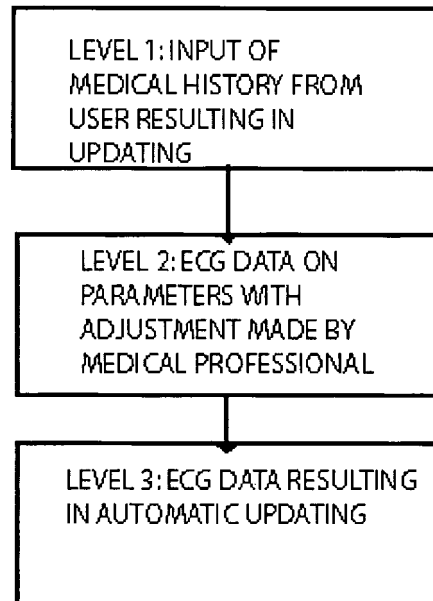 LEVEL 1: INPUT OF
MEDICAL HISTORY FROM
USER RESULTING IN
UPDATING
LEVEL 2: ECG DATA ON
PARAMETERS WITH
ADJUSTMENT MADE BY
MEDICAL PROFESSIONAL
LEVEL 3: ECG DATA RESULTING
IN AUTOMATIC UPDATING